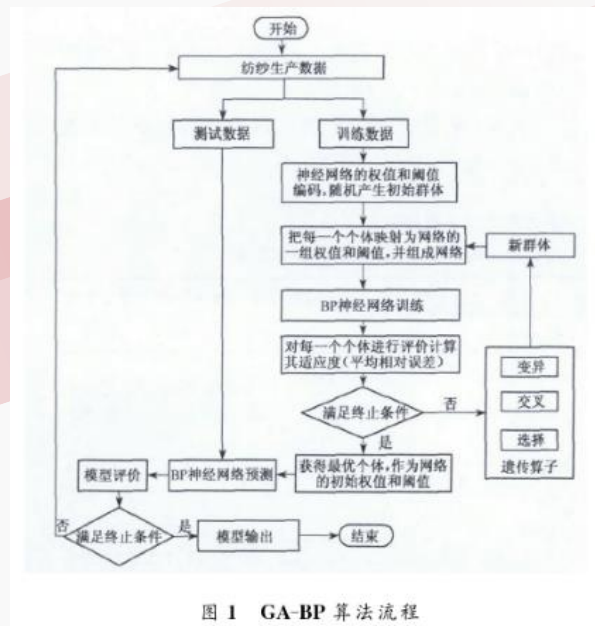 开始
纺纱生产数据
测试数据
训练数据
神经网络的权值和阈值
编码,随机产生初始群体
把每一个个体映射为网络的
一组权值和阈值,并组成网络
新群体
BP神经网络训练
对每一个个体进行评价计算
其适应度(平均相对误差)
变异
交叉
选择
遗传算子
满足终止条件
否
是
获得最优个体,作为网络
的初始权值和阈值
BP神经网络预测
模型评价
满足终止条件
否
是
模型输出
结束
图 1 GA-BP 算法流程